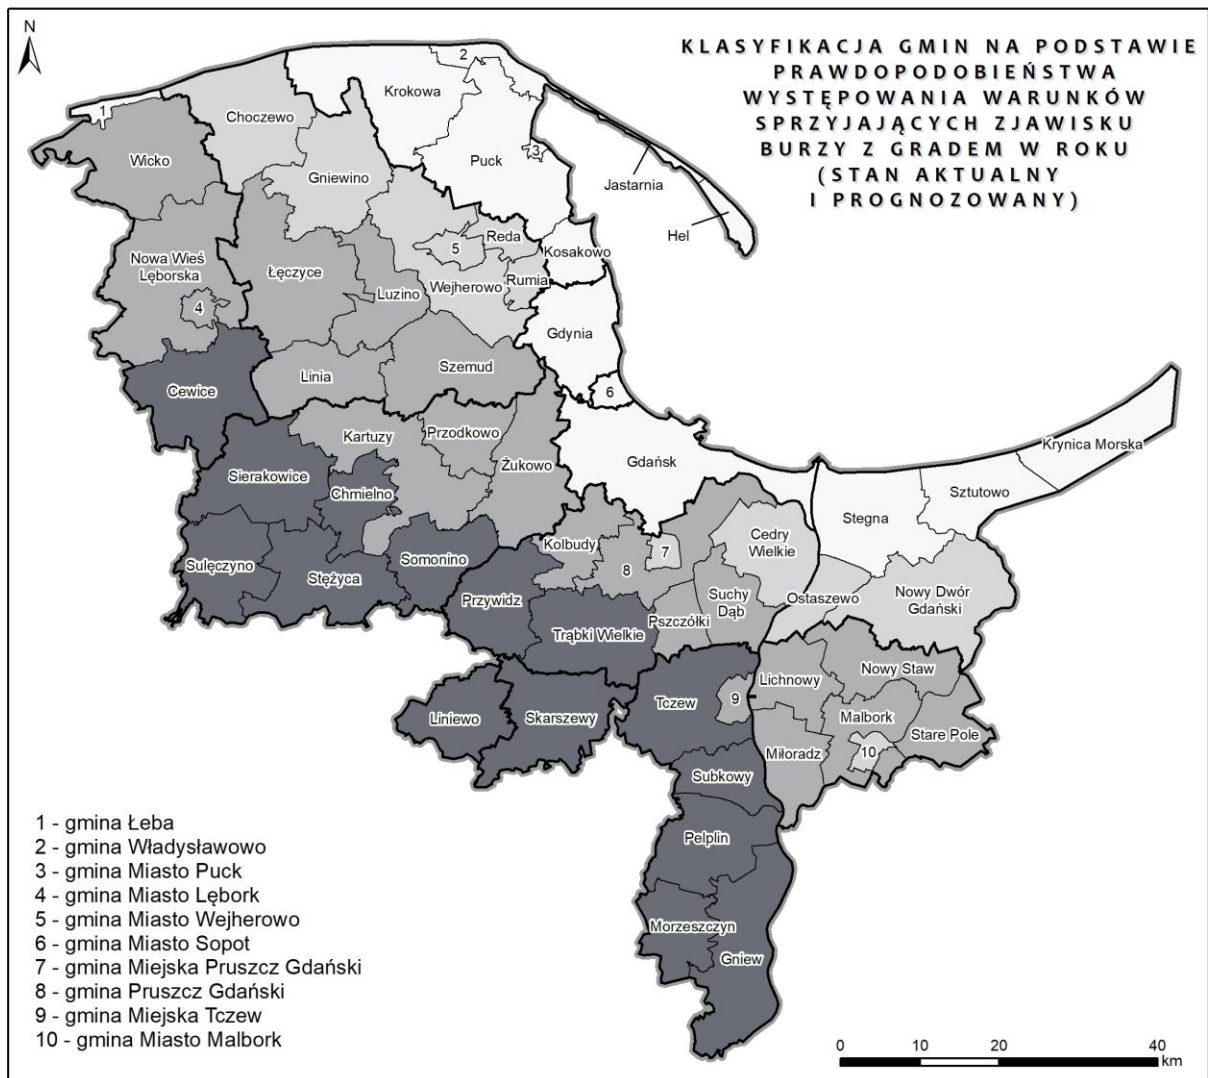 N
KLASYFIKACJA GMIN NA PODSTAWIE
PRAWDOPODOBIEŃSTWA
WYSTĘPOWANIA WARUNKÓW
SPRZYJAJĄCYCH ZJAWISKU
BURZY Z GRADEM W ROKU
(STAN AKTUALNY
I PROGNOZOWANY)
2
Krokowa
1
Choczewo
Wicko
Puck
3
Gniewino
Jastarnia
Hel
Reda
5
Kosakowo
Nowa Wieś
Lęborska
Łęczyce
Rumia
Luzino
Wejherowo
4
Gdynia
Szemud
Linia
Cewice
6
Kartuzy
Przodkowo
Krynica Morska
Żukowo
Gdańsk
Sierakowice
Chmielno
Sztutowo
Stegna
Cedry
Wielkie
Kolbudy
7
Somonino
Sulęczyno
8
Stężyca
Nowy Dwór
Gdański
Suchy
Dąb
Ostaszewo
Przywidz
Pszczółki
Trąbki Wielkie
Nowy Staw
Lichnowy
Tczew
9
Liniewo
Skarszewy
Malbork
Stare Pole
Miłoradz
10
Subkowy
Pelplin
Morzeszczyn
Gniew
1 - gmina Łeba
2 - gmina Władysławowo
3 - gmina Miasto Puck
4 - gmina Miasto Lębork
5 - gmina Miasto Wejherowo
6 - gmina Miasto Sopot
7 - gmina Miejska Pruszcz Gdański
8 - gmina Pruszcz Gdański
9 - gmina Miejska Tczew
10 - gmina Miasto Malbork
0 10 20 40
km